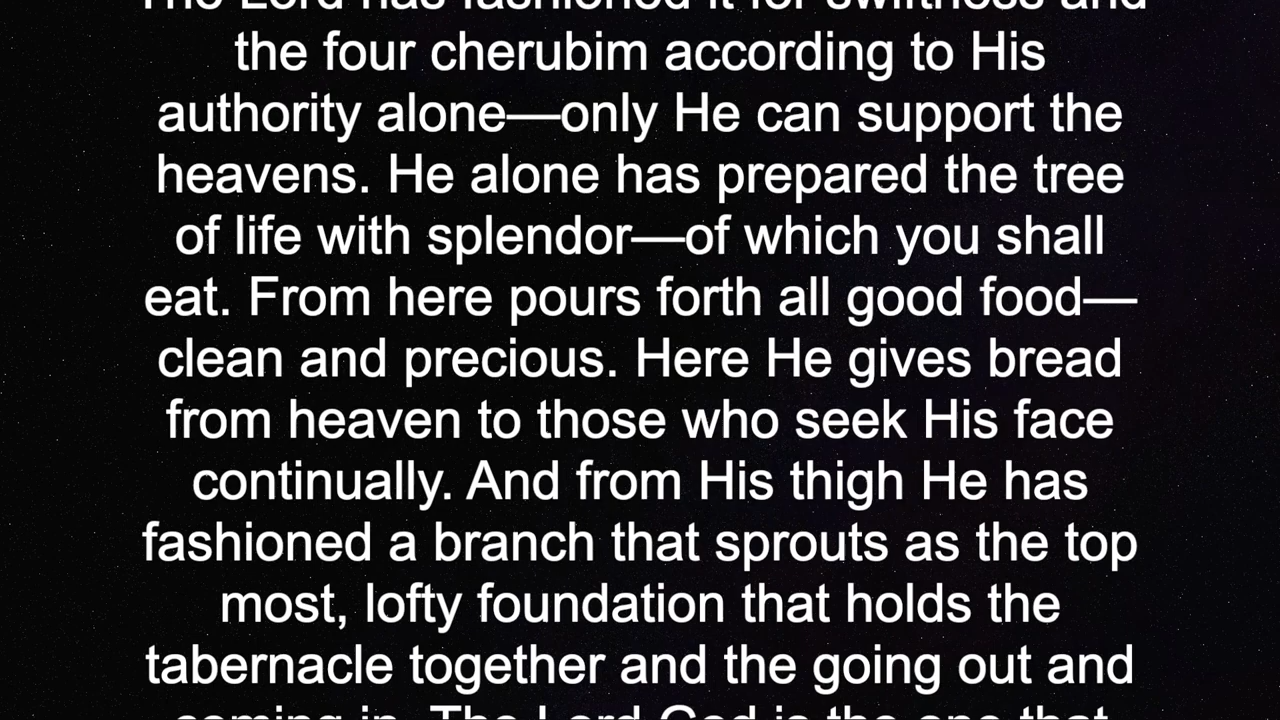 The Lord has fashioned it for swiftness and
the four cherubim according to His
authority alone—only He can support the
heavens. He alone has prepared the tree
of life with splendor—of which you shall
eat. From here pours forth all good food—
clean and precious. Here He gives bread
from heaven to those who seek His face
continually. And from His thigh He has
fashioned a branch that sprouts as the top
most, lofty foundation that holds the
tabernacle together and the going out and
coming in. The Lord God is the one that